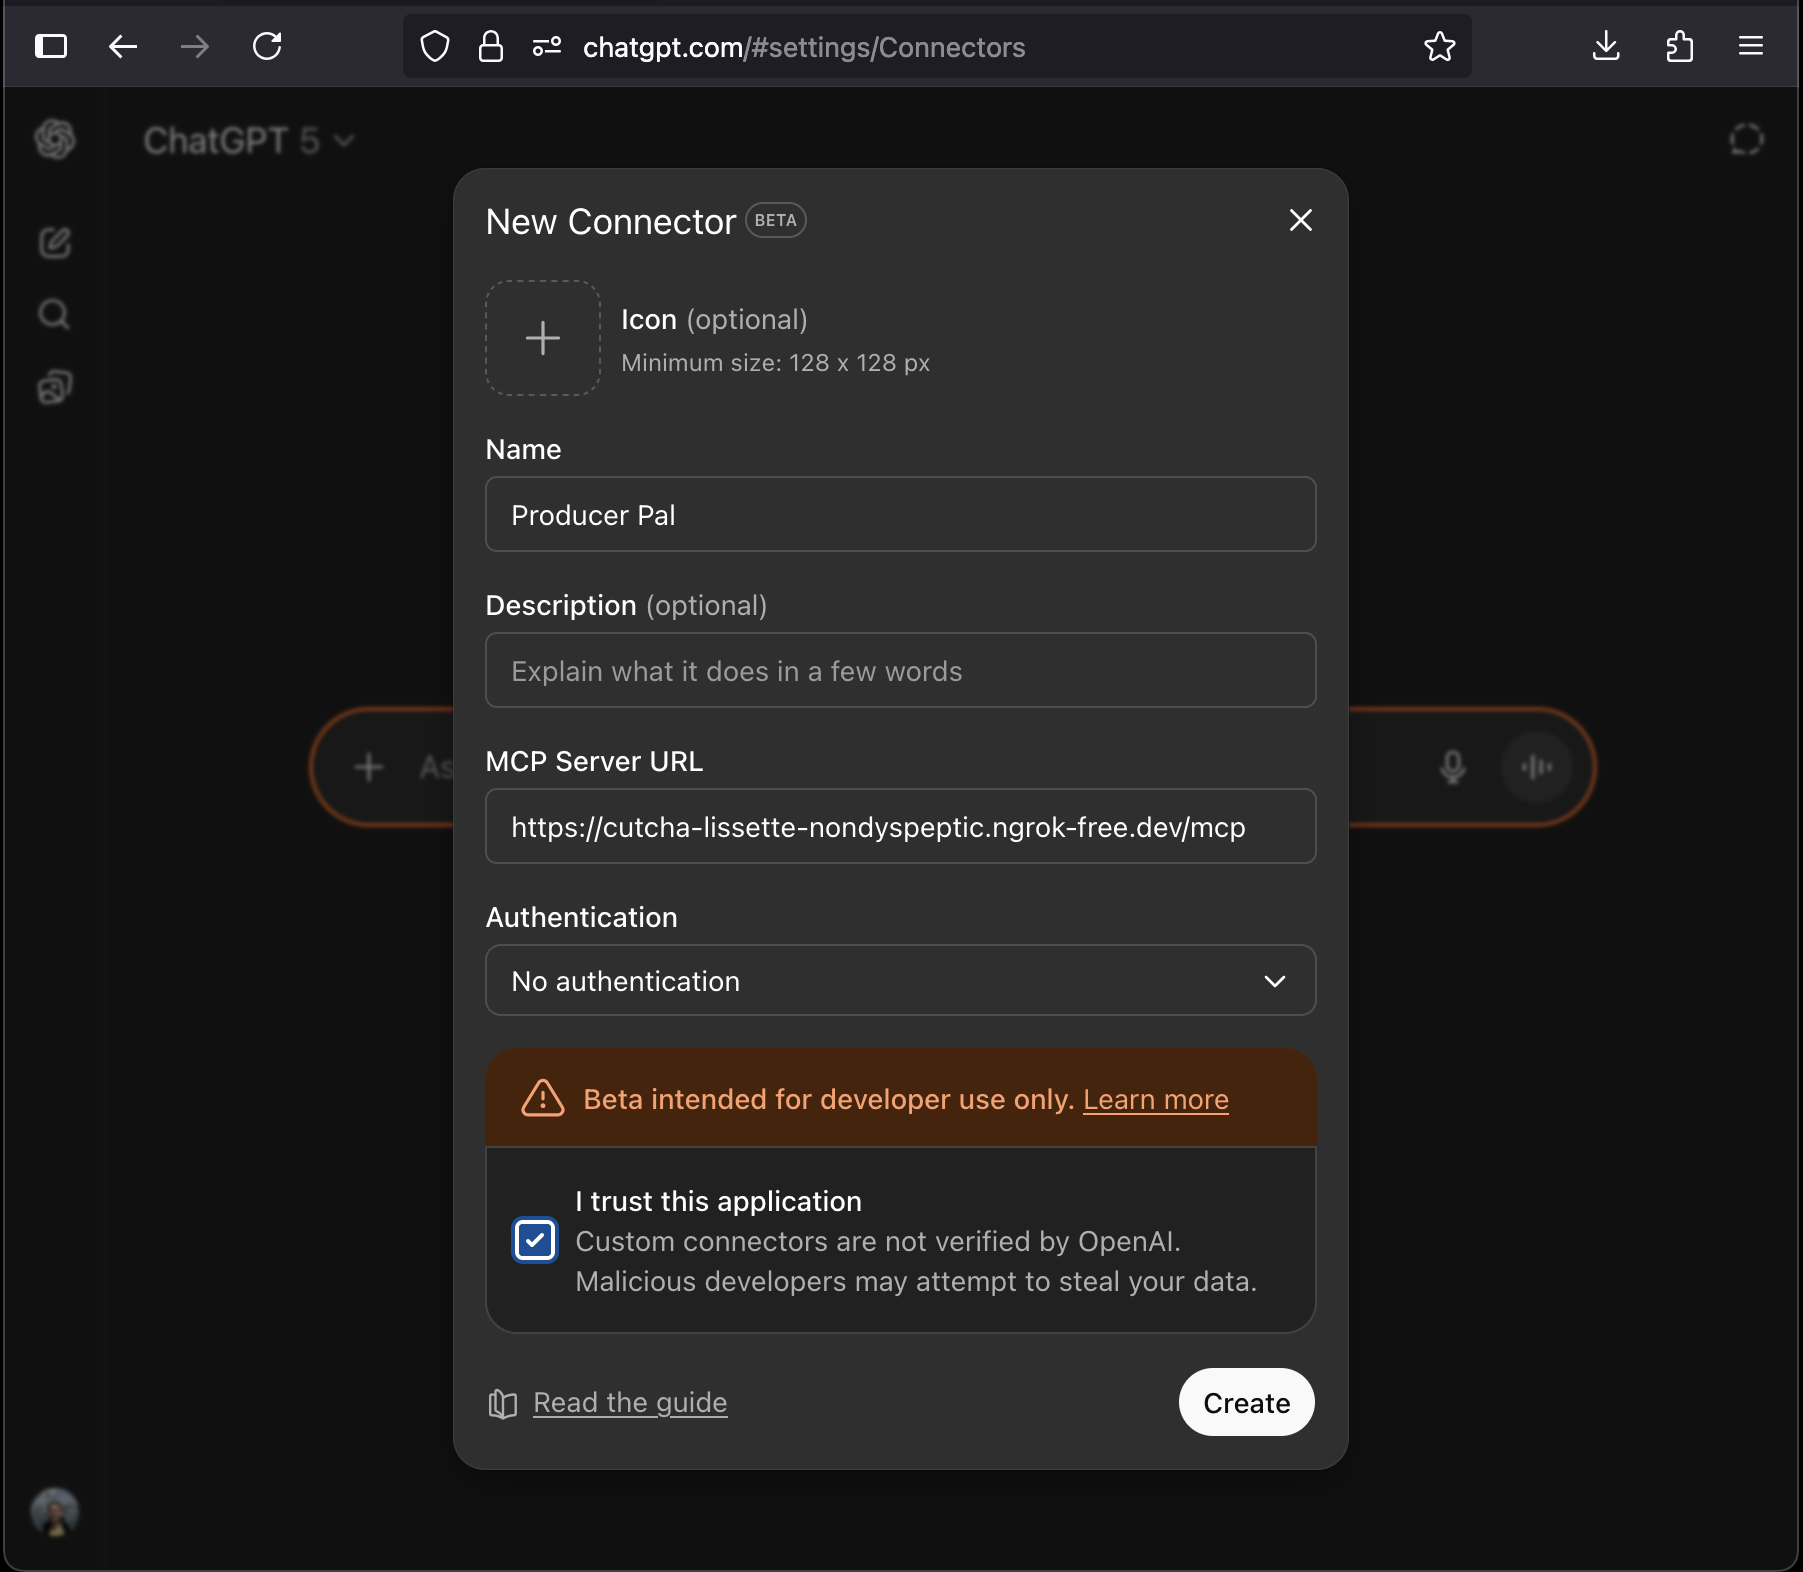 chatgpt.com/#settings/Connectors
ChatGPT 5
New Connector BETA
Icon (optional)
Minimum size: 128 x 128 px
Name
Producer Pal
Description (optional)
Explain what it does in a few words
As
MCP Server URL
https://cutcha-lissette-nondyspeptic.ngrok-free.dev/mcp
Authentication
No authentication
Beta intended for developer use only. Learn more
I trust this application
Custom connectors are not verified by OpenAI.
Malicious developers may attempt to steal your data.
Read the guide
Create